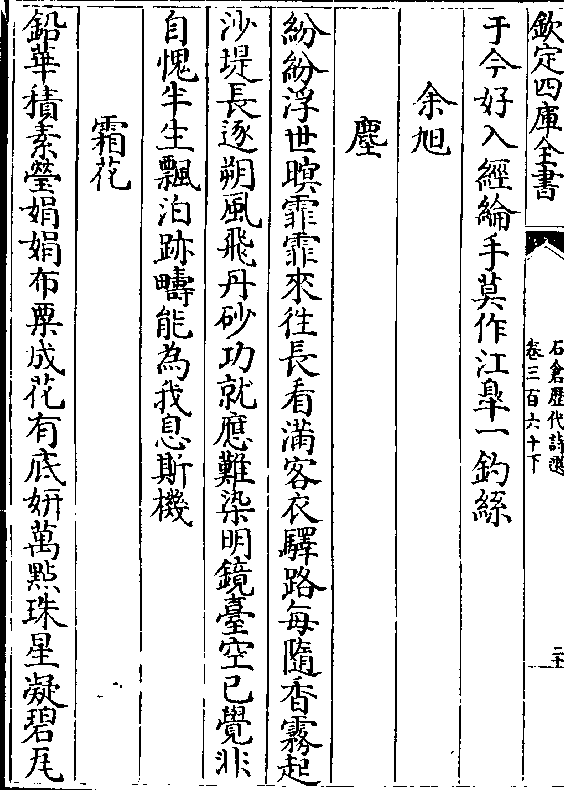 欽定四庫全書
石倉歷代詩選
卷三百六十下
二十
于今好入經綸手莫作江臯一釣絲
余旭
塵
紛紛浮世暝霏霏來往長看滿客衣驛路每隨香霧起
沙堤長逐朔風飛丹砂功就應難染明鏡臺空已覺非
自愧半生飄泊跡疇能為我息斯機
霜花
鉛華積素瑩娟娟布粟成花有底妍萬點珠星凝碧瓦